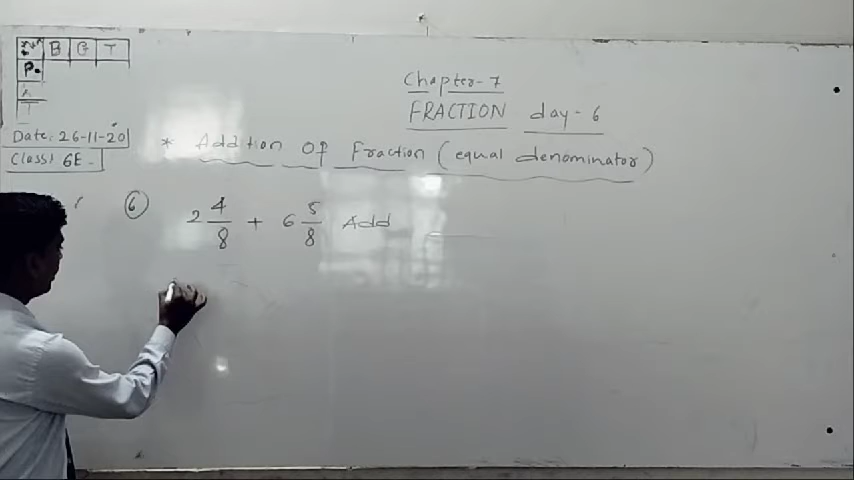 B G T
P.
A
T
Chapter-7
FRACTION day-6
Date: 26-11-20
Class: 6E-
* Addition Of Fraction (equal denominator)
6 2 4/8 + 6 5/8 Add